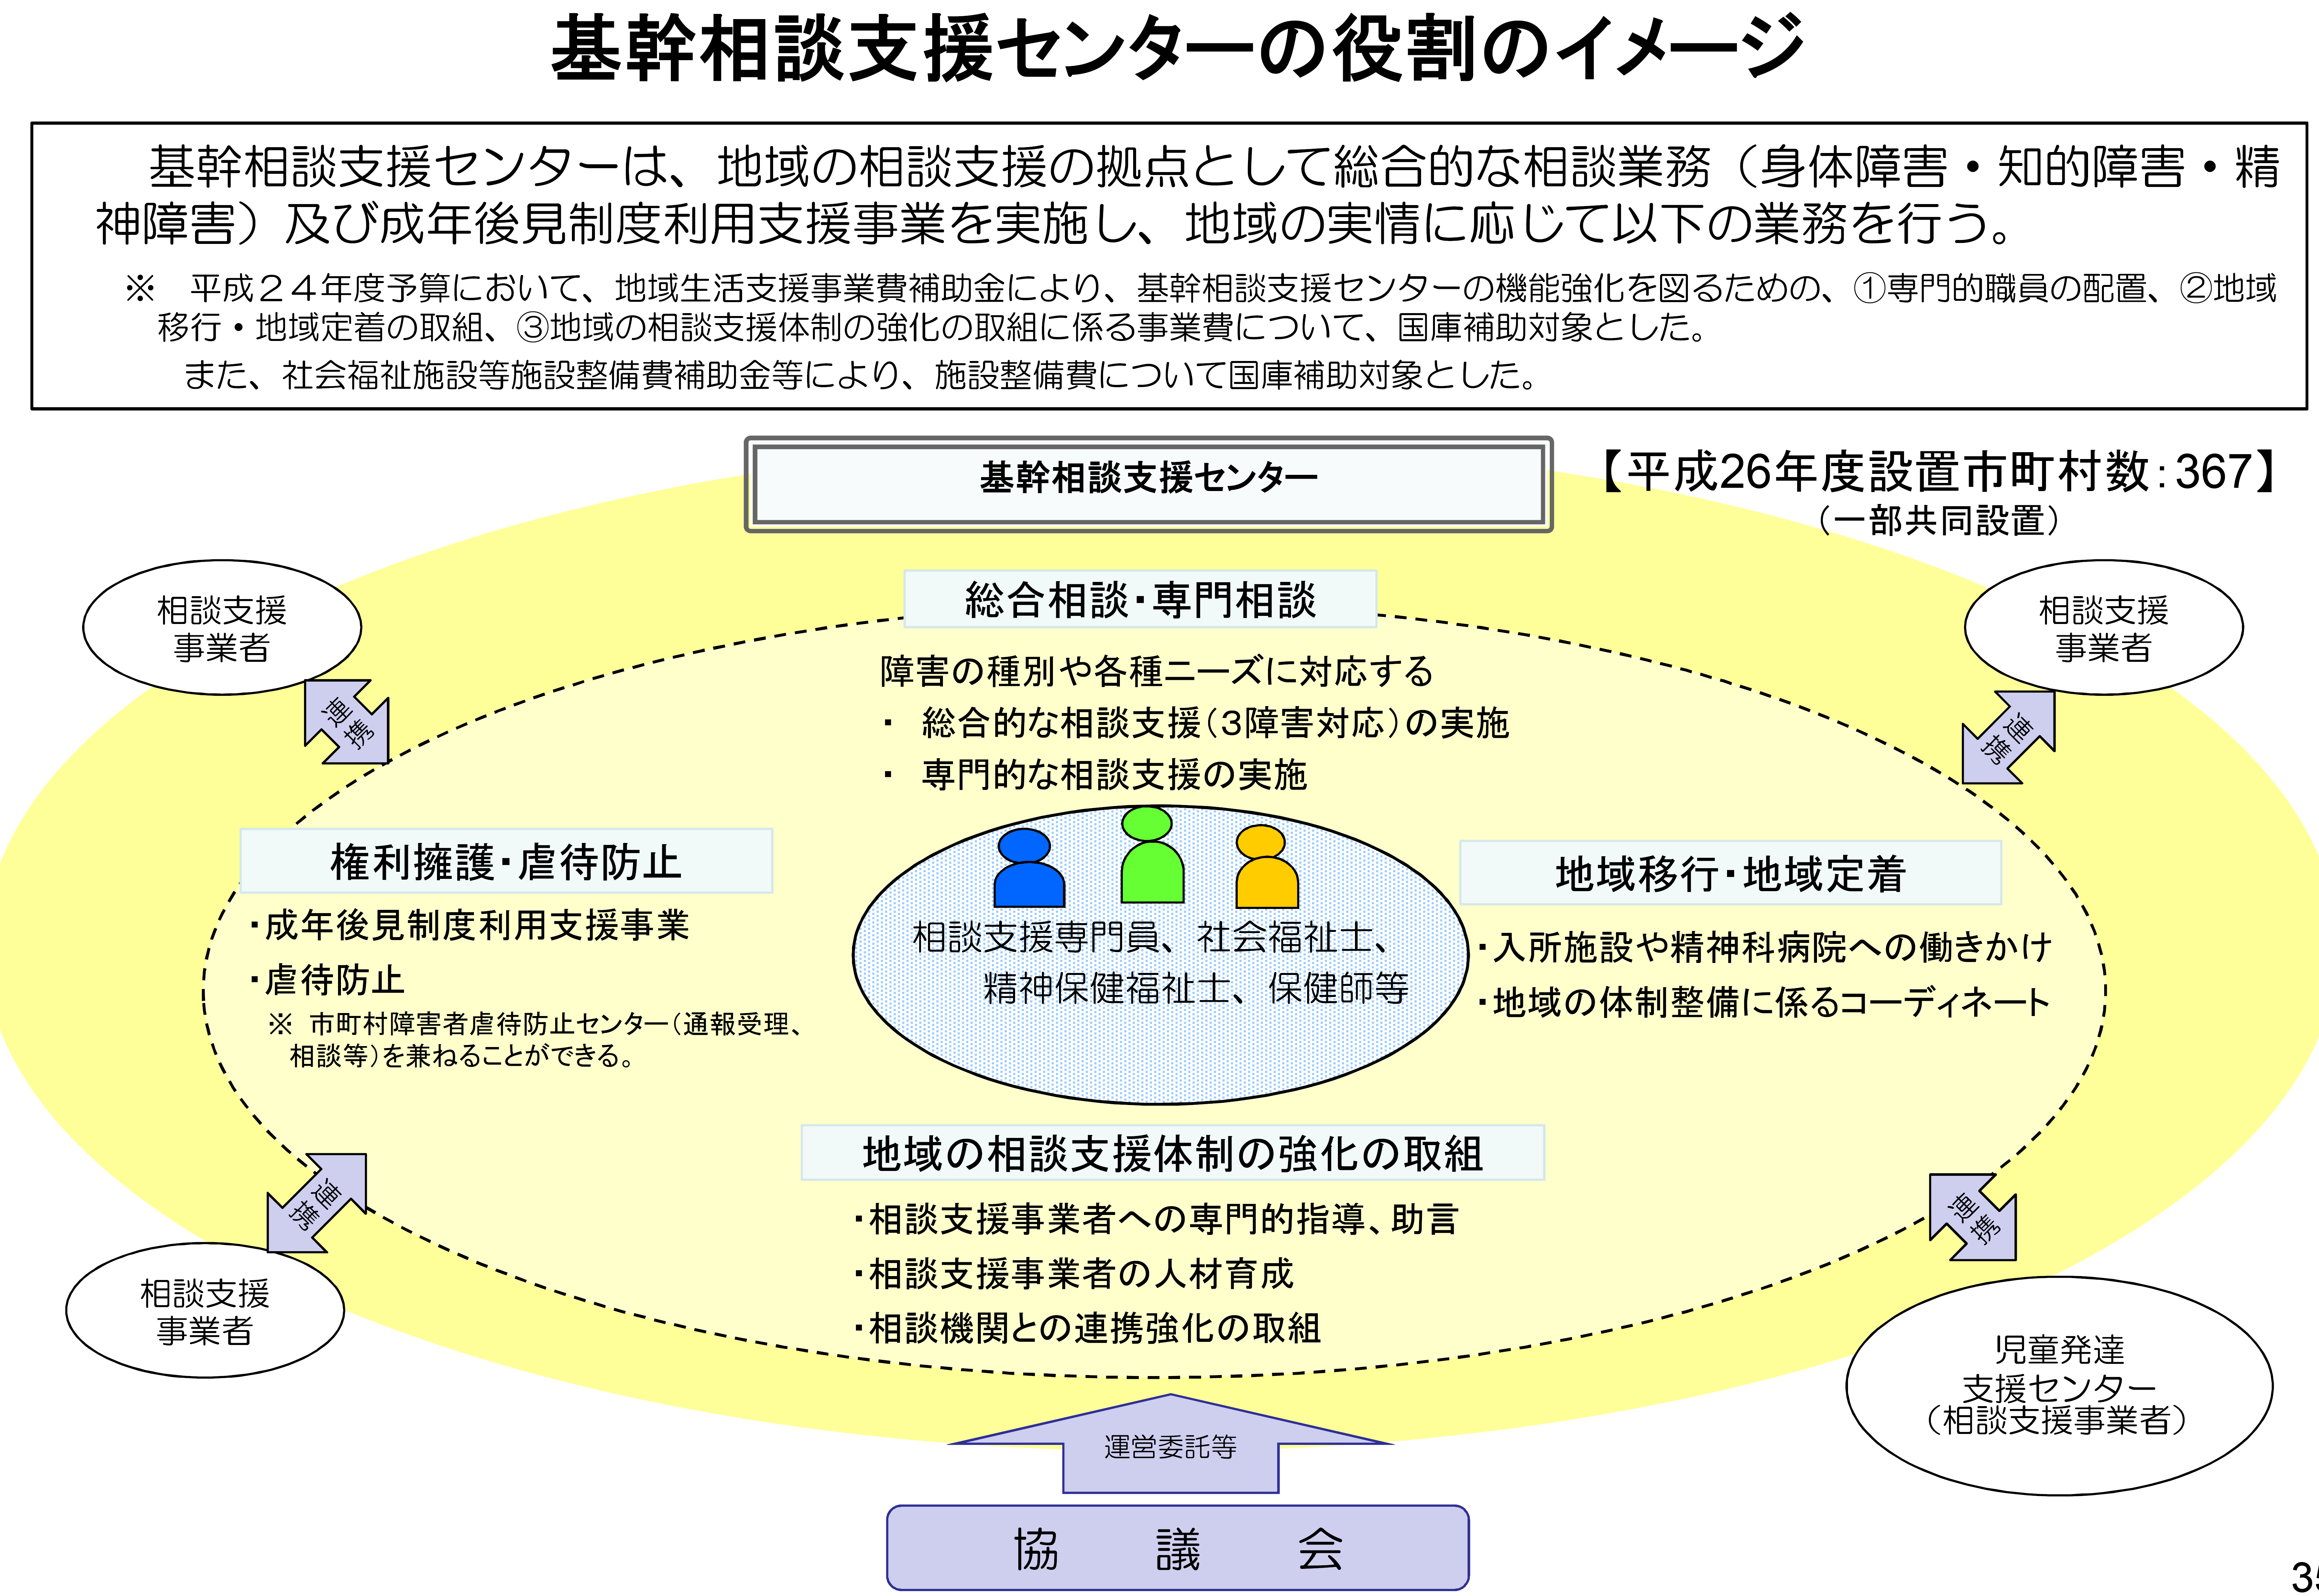 基幹相談支援センターの役割のイメージ
基幹相談支援センターは、地域の相談支援の拠点として総合的な相談業務（身体障害・知的障害・精
神障害）及び成年後見制度利用支援事業を実施し、地域の実情に応じて以下の業務を行う。
※　平成２４年度予算において、地域生活支援事業費補助金により、基幹相談支援センターの機能強化を図るための、①専門的職員の配置、②地域
移行・地域定着の取組、③地域の相談支援体制の強化の取組に係る事業費について、国庫補助対象とした。
また、社会福祉施設等施設整備費補助金等により、施設整備費について国庫補助対象とした。
基幹相談支援センター
【平成26年度設置市町村数：367】
（一部共同設置）
相談支援
事業者
連携
相談支援
事業者
連携
総合相談・専門相談
障害の種別や各種ニーズに対応する
・　総合的な相談支援（3障害対応）の実施
・　専門的な相談支援の実施
権利擁護・虐待防止
・成年後見制度利用支援事業
・虐待防止
※　市町村障害者虐待防止センター（通報受理、
相談等）を兼ねることができる。
相談支援専門員、社会福祉士、
精神保健福祉士、保健師等
地域移行・地域定着
・入所施設や精神科病院への働きかけ
・地域の体制整備に係るコーディネート
地域の相談支援体制の強化の取組
・相談支援事業者への専門的指導、助言
・相談支援事業者の人材育成
・相談機関との連携強化の取組
連携
相談支援
事業者
連携
児童発達
支援センター
（相談支援事業者）
運営委託等
協　議　会